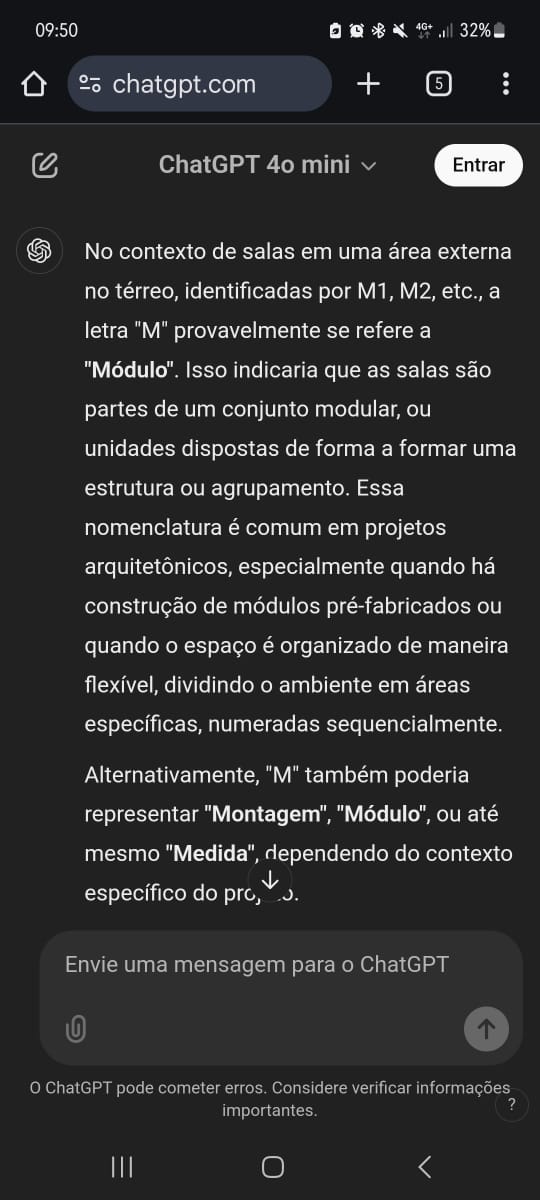 09:50
4G+
32%
chatgpt.com
5
ChatGPT 4o mini
Entrar
No contexto de salas em uma área externa
no térreo, identificadas por M1, M2, etc., a
letra "M" provavelmente se refere a
"Módulo". Isso indicaria que as salas são
partes de um conjunto modular, ou
unidades dispostas de forma a formar uma
estrutura ou agrupamento. Essa
nomenclatura é comum em projetos
arquitetônicos, especialmente quando há
construção de módulos pré-fabricados ou
quando o espaço é organizado de maneira
flexível, dividindo o ambiente em áreas
específicas, numeradas sequencialmente.
Alternativamente, "M" também poderia
representar "Montagem", "Módulo", ou até
mesmo "Medida", dependendo do contexto
específico do
Envie uma mensagem para o ChatGPT
O ChatGPT pode cometer erros. Considere verificar informações
importantes.
?